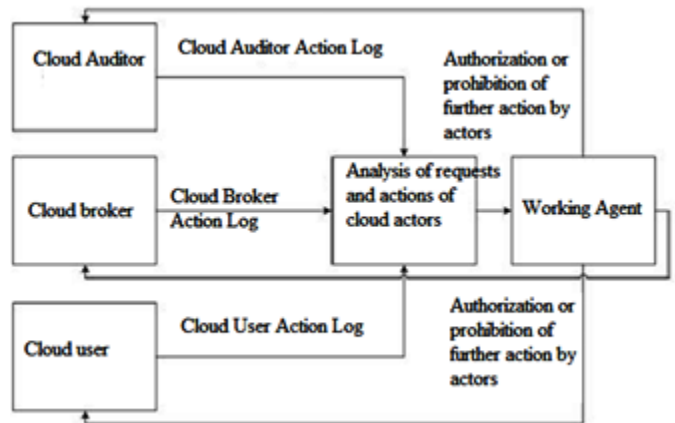 Cloud Auditor
Cloud Auditor Action Log
Authorization or
prohibition of
further action by
actors
Cloud broker
Cloud Broker
Action Log
Analysis of requests
and actions of
cloud actors
Working Agent
Cloud user
Cloud User Action Log
Authorization or
prohibition of
further action by
actors